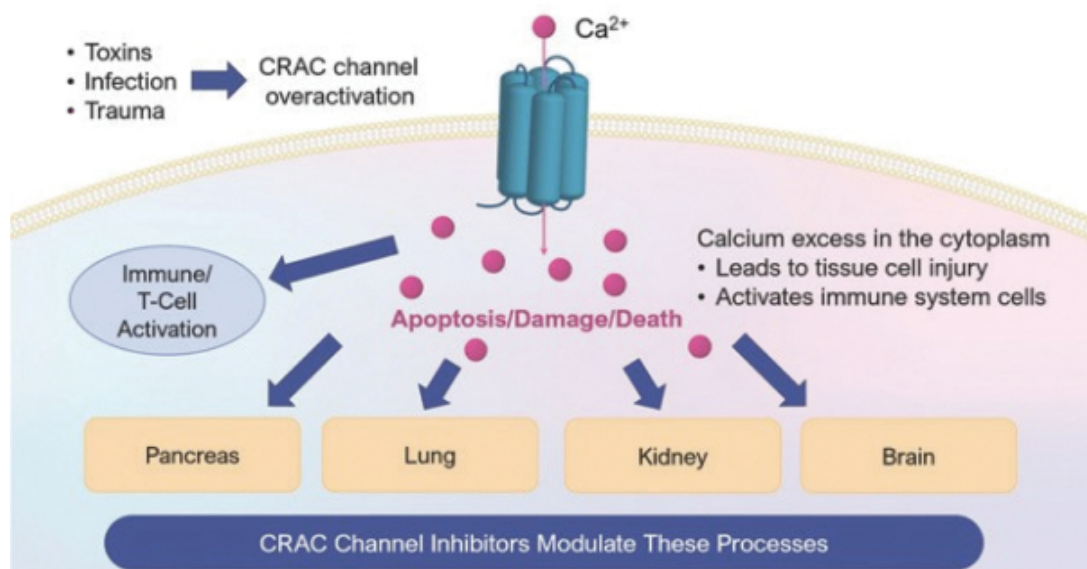 • Toxins
• Infection
• Trauma
CRAC channel
overactivation
Ca²⁺
Immune/
T-Cell
Activation
Calcium excess in the cytoplasm
• Leads to tissue cell injury
• Activates immune system cells
Apoptosis/Damage/Death
Pancreas
Lung
Kidney
Brain
CRAC Channel Inhibitors Modulate These Processes